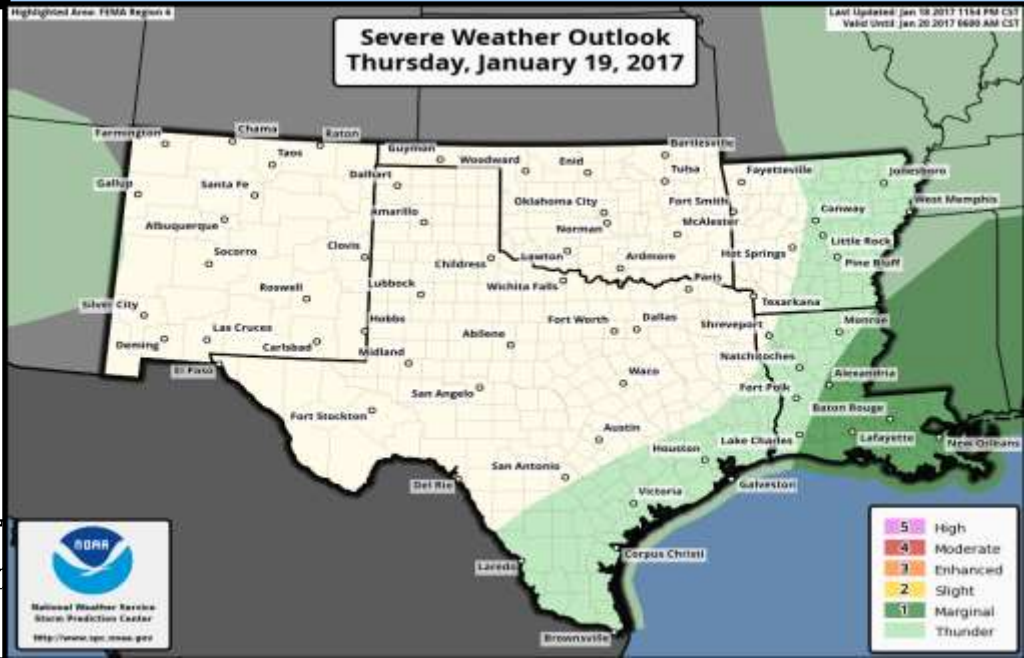 Highlighted Area: FEMA Region 6
Last Updated: Jan 18 2017 1154 PM CST
Valid Until: Jan 20 2017 0600 AM CST
Severe Weather Outlook
Thursday, January 19, 2017
Farmington
Chama
Raton
Taos
Guymon
Woodward
Enid
Bartlesville
Tulsa
Fayetteville
Jonesboro
Gallup
Santa Fe
Dalhart
Amarillo
Oklahoma City
Fort Smith
Conway
West Memphis
Albuquerque
Norman
McAlester
Little Rock
Socorro
Clovis
Childress
Lawton
Ardmore
Hot Springs
Pine Bluff
Roswell
Lubbock
Wichita Falls
Paris
Texarkana
Silver City
Las Cruces
Hobbs
Abilene
Fort Worth
Dallas
Shreveport
Monroe
Deming
Carlsbad
Midland
Natchitoches
El Paso
San Angelo
Waco
Fort Polk
Alexandria
Fort Stockton
Austin
Baton Rouge
Houston
Lake Charles
Lafayette
New Orleans
San Antonio
Del Rio
Victoria
Galveston
Laredo
Corpus Christi
Brownsville
NOAA
National Weather Service
Storm Prediction Center
http://www.spc.noaa.gov
5 High
4 Moderate
3 Enhanced
2 Slight
1 Marginal
Thunder